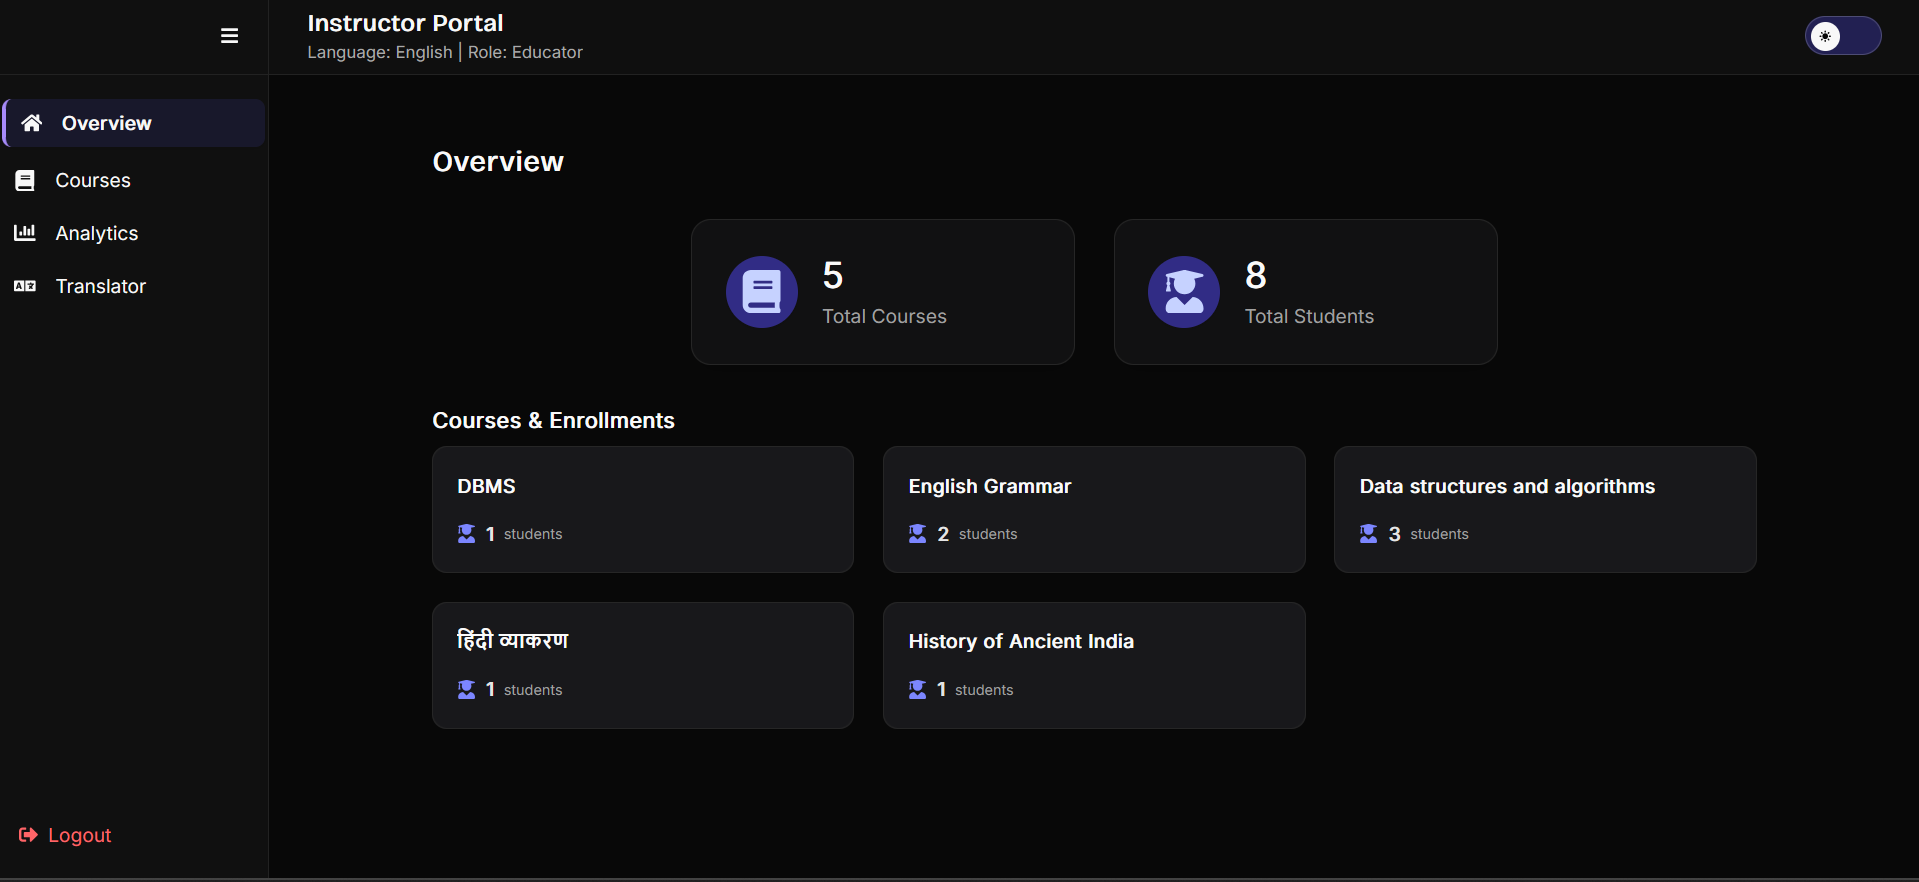 Instructor Portal
Language: English | Role: Educator
Overview
Courses
Analytics
Translator
Logout
Overview
5
Total Courses
8
Total Students
Courses & Enrollments
DBMS
1 students
English Grammar
2 students
Data structures and algorithms
3 students
हिंदी व्याकरण
1 students
History of Ancient India
1 students